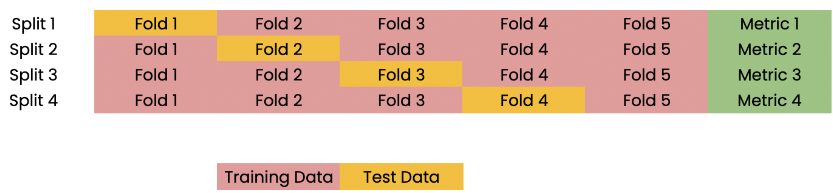 Split 1 Fold 1 Fold 2 Fold 3 Fold 4 Fold 5 Metric 1
Split 2 Fold 1 Fold 2 Fold 3 Fold 4 Fold 5 Metric 2
Split 3 Fold 1 Fold 2 Fold 3 Fold 4 Fold 5 Metric 3
Split 4 Fold 1 Fold 2 Fold 3 Fold 4 Fold 5 Metric 4
Training Data Test Data